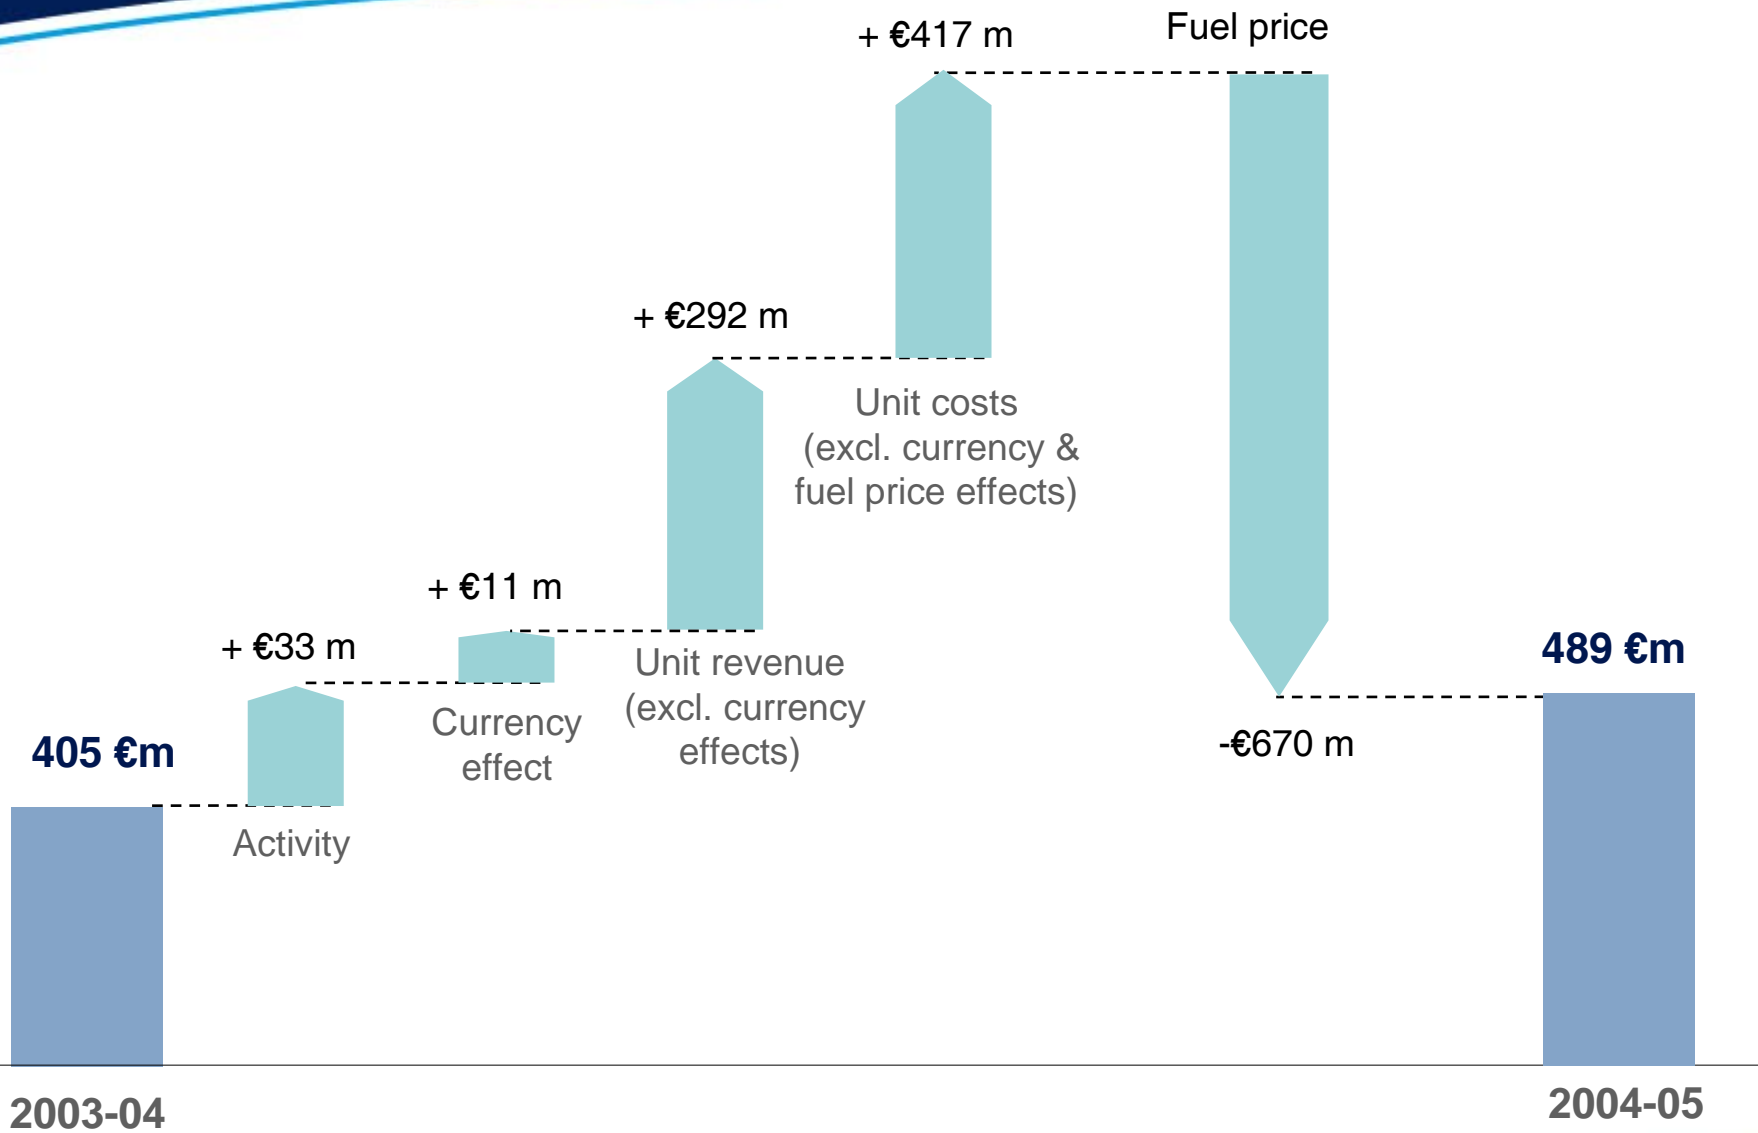 + €417 m
Fuel price
+ €292 m
Unit costs
(excl. currency &
fuel price effects)
+ €11 m
+ €33 m
Unit revenue
(excl. currency
effects)
489 €m
Currency
effect
405 €m
-€670 m
Activity
2003-04
2004-05